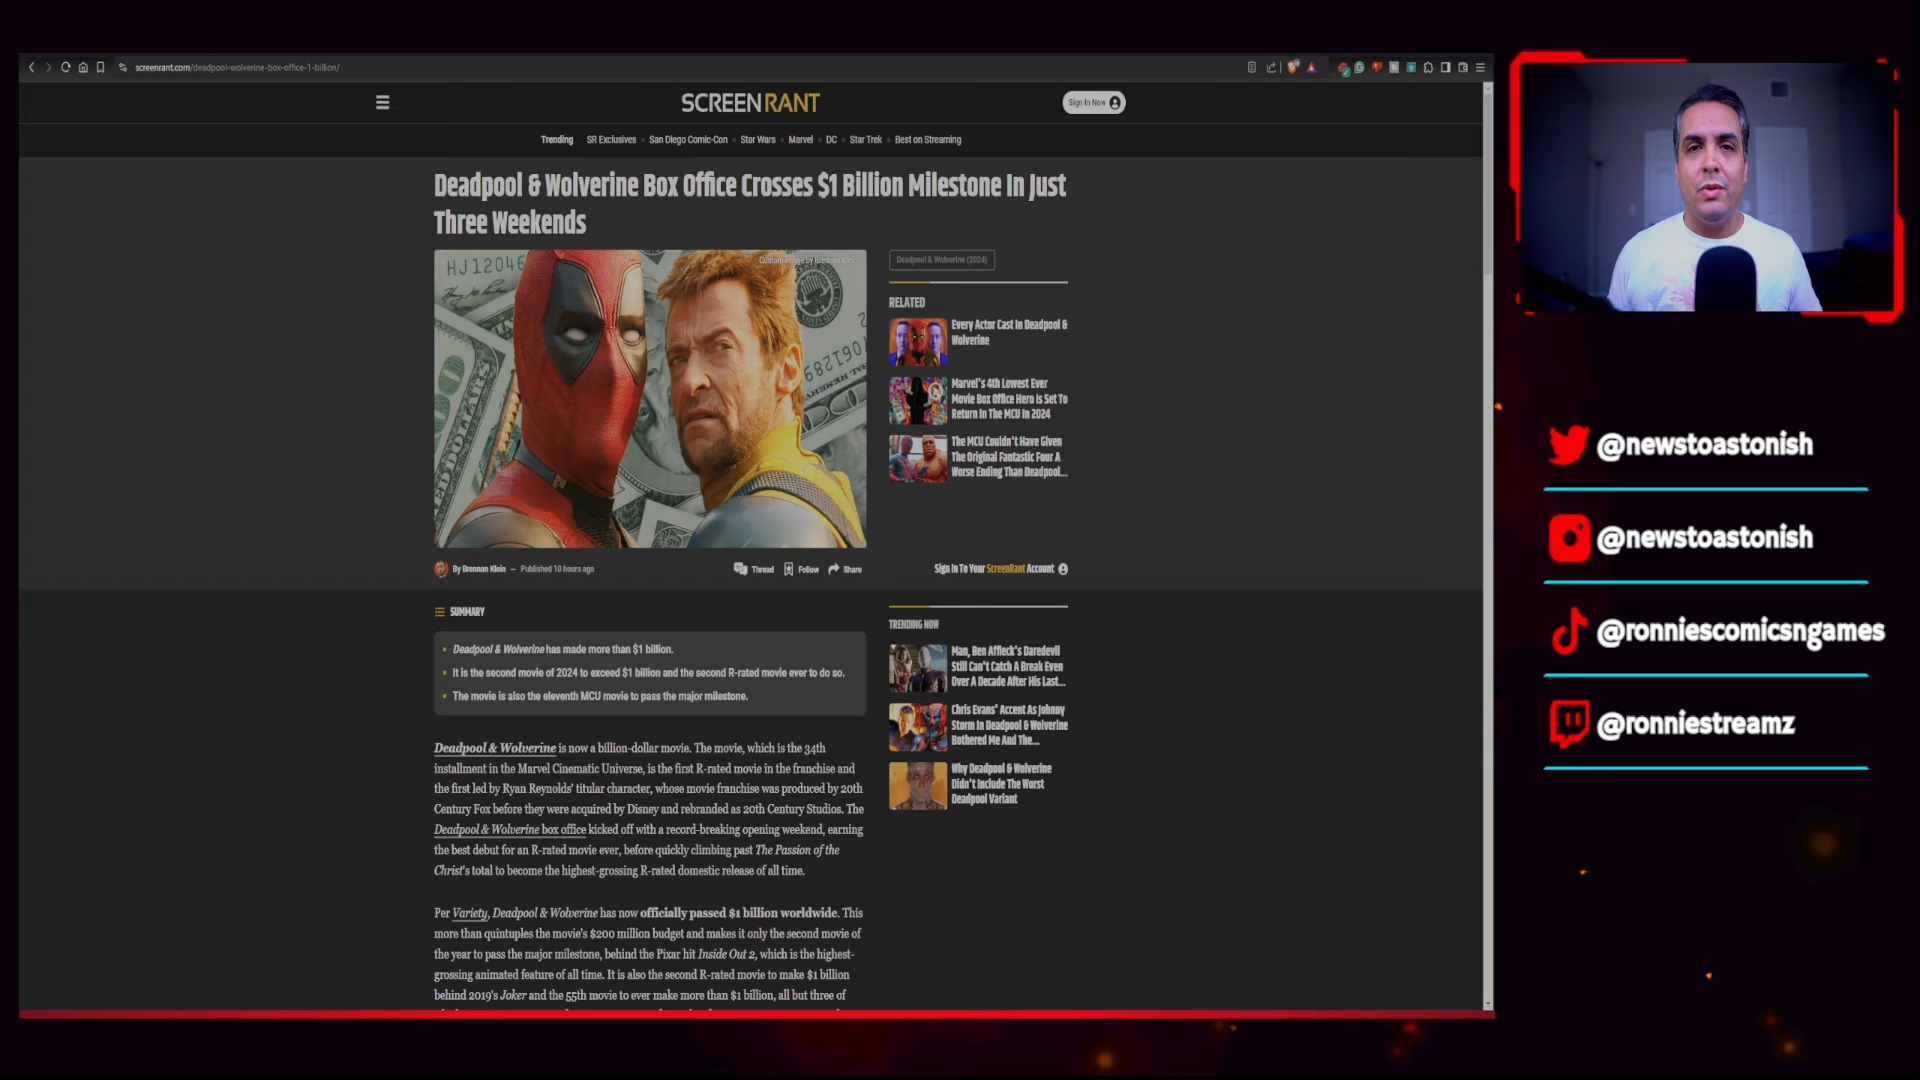 screenrant.com/deadpool-wolverine-box-office-1-billion/
SCREENRANT
Sign In Now
Trending SR Exclusives San Diego Comic-Con Star Wars Marvel DC Star Trek Best on Streaming
Deadpool & Wolverine Box Office Crosses $1 Billion Milestone In Just
Three Weekends
HJ12046
Custom image by Brennan Klein
Deadpool & Wolverine (2024)
RELATED
Every Actor Cast In Deadpool &
Wolverine
Marvel's 4th Lowest Ever
Movie Box Office Hero Is Set To
Return In The MCU In 2024
The MCU Couldn't Have Given
The Original Fantastic Four A
Worse Ending Than Deadpool...
By Brennan Klein – Published 10 hours ago
Thread Follow Share
Sign In To Your ScreenRant Account
SUMMARY
Deadpool & Wolverine has made more than $1 billion.
It is the second movie of 2024 to exceed $1 billion and the second R-rated movie ever to do so.
The movie is also the eleventh MCU movie to pass the major milestone.
Deadpool & Wolverine is now a billion-dollar movie. The movie, which is the 34th
installment in the Marvel Cinematic Universe, is the first R-rated movie in the franchise and
the first led by Ryan Reynolds' titular character, whose movie franchise was produced by 20th
Century Fox before they were acquired by Disney and rebranded as 20th Century Studios. The
Deadpool & Wolverine box office kicked off with a record-breaking opening weekend, earning
the best debut for an R-rated movie ever, before quickly climbing past The Passion of the
Christ's total to become the highest-grossing R-rated domestic release of all time.
Per Variety, Deadpool & Wolverine has now officially passed $1 billion worldwide. This
more than quintuples the movie's $200 million budget and makes it only the second movie of
the year to pass the major milestone, behind the Pixar hit Inside Out 2, which is the highest-
grossing animated feature of all time. It is also the second R-rated movie to make $1 billion
behind 2019's Joker and the 55th movie to ever make more than $1 billion, all but three of
TRENDING NOW
Man, Ben Affleck's Daredevil
Still Can't Catch A Break Even
Over A Decade After His Last...
Chris Evans' Accent As Johnny
Storm In Deadpool & Wolverine
Bothered Me And The...
Why Deadpool & Wolverine
Didn't Include The Worst
Deadpool Variant
@newstoastonish
@newstoastonish
@ronniescomicsngames
@ronniestreamz